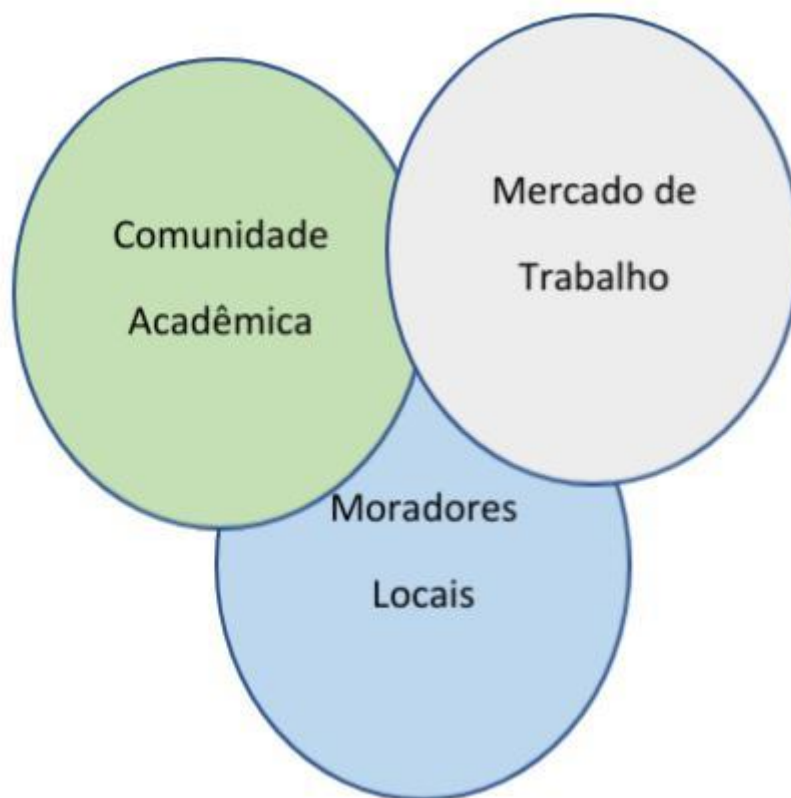 Comunidade
Acadêmica
Mercado de
Trabalho
Moradores
Locais